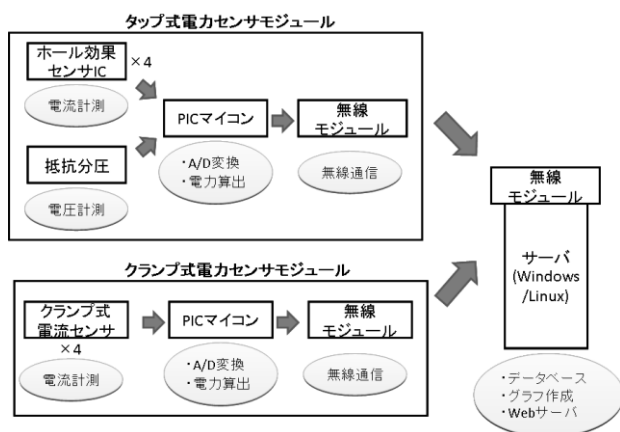 タップ式電力センサモジュール
ホール効果
センサIC
×4
電流計測
抵抗分圧
電圧計測
PICマイコン
・A/D変換
・電力算出
無線
モジュール
無線通信
クランプ式電力センサモジュール
クランプ式
電流センサ
×4
電流計測
PICマイコン
・A/D変換
・電力算出
無線
モジュール
無線通信
無線
モジュール
サーバ
(Windows
/Linux)
・データベース
・グラフ作成
・Webサーバ